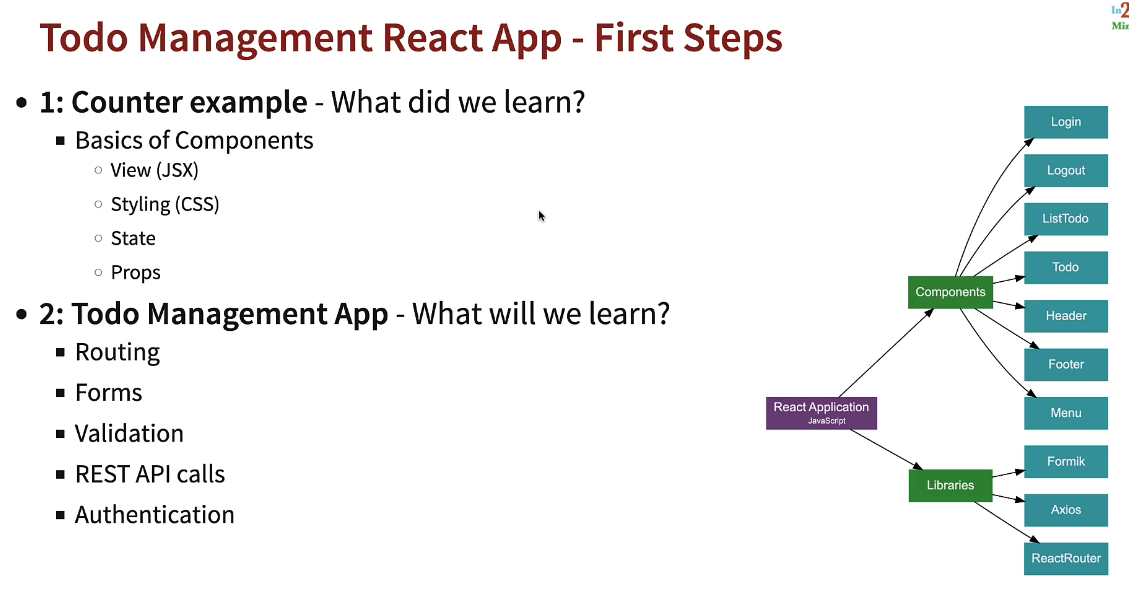 Todo Management React App - First Steps
In2
Min
• 1: Counter example - What did we learn?
▪ Basics of Components
○ View (JSX)
○ Styling (CSS)
○ State
○ Props
• 2: Todo Management App - What will we learn?
▪ Routing
▪ Forms
▪ Validation
▪ REST API calls
▪ Authentication
React Application
JavaScript
Components
Login
Logout
ListTodo
Todo
Header
Footer
Menu
Libraries
Formik
Axios
ReactRouter